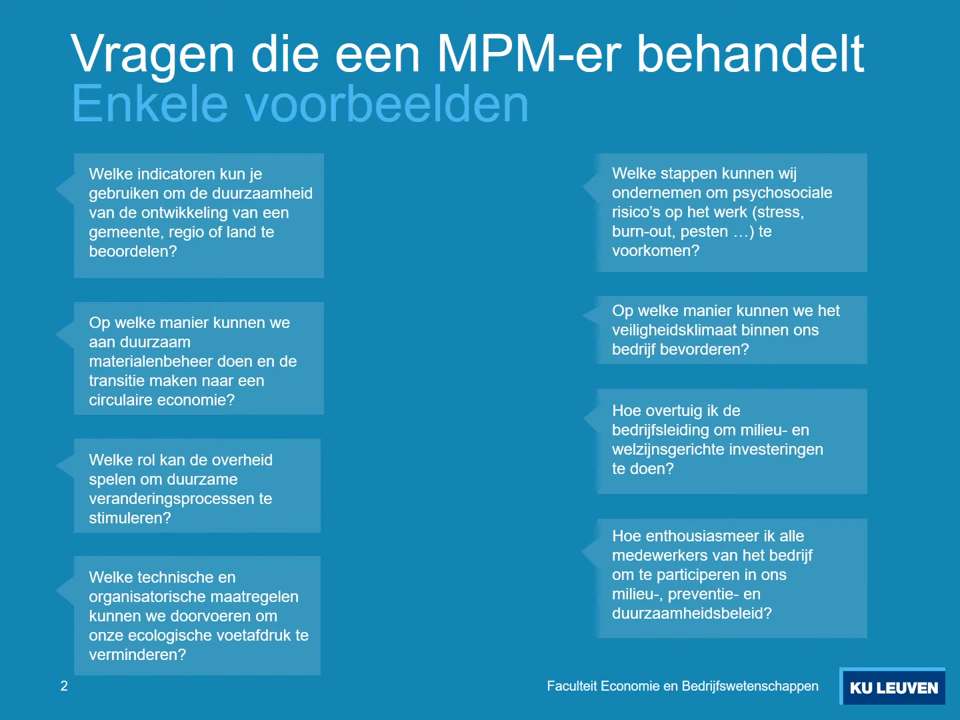 Vragen die een MPM-er behandelt
Enkele voorbeelden
Welke indicatoren kun je
gebruiken om de duurzaamheid
van de ontwikkeling van een
gemeente, regio of land te
beoordelen?
Op welke manier kunnen we
aan duurzaam
materialenbeheer doen en de
transitie maken naar een
circulaire economie?
Welke rol kan de overheid
spelen om duurzame
veranderingsprocessen te
stimuleren?
Welke technische en
organisatorische maatregelen
kunnen we doorvoeren om
onze ecologische voetafdruk te
verminderen?
Welke stappen kunnen wij
ondernemen om psychosociale
risico's op het werk (stress,
burn-out, pesten …) te
voorkomen?
Op welke manier kunnen we het
veiligheidsklimaat binnen ons
bedrijf bevorderen?
Hoe overtuig ik de
bedrijfsleiding om milieu- en
welzijnsgerichte investeringen
te doen?
Hoe enthousiasmeer ik alle
medewerkers van het bedrijf
om te participeren in ons
milieu-, preventie- en
duurzaamheidsbeleid?
2
Faculteit Economie en Bedrijfswetenschappen
KU LEUVEN